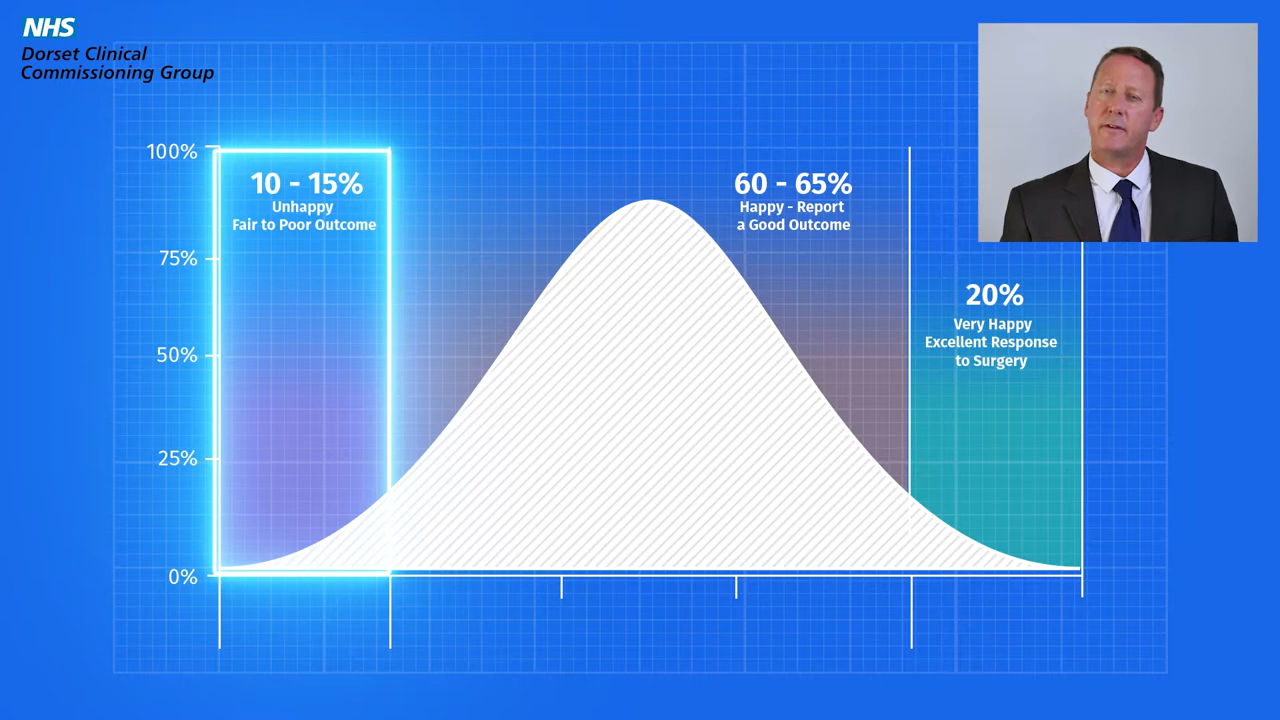 NHS
Dorset Clinical
Commissioning Group
100%
75%
50%
25%
0%
10 - 15%
Unhappy
Fair to Poor Outcome
60 - 65%
Happy - Report
a Good Outcome
20%
Very Happy
Excellent Response
to Surgery